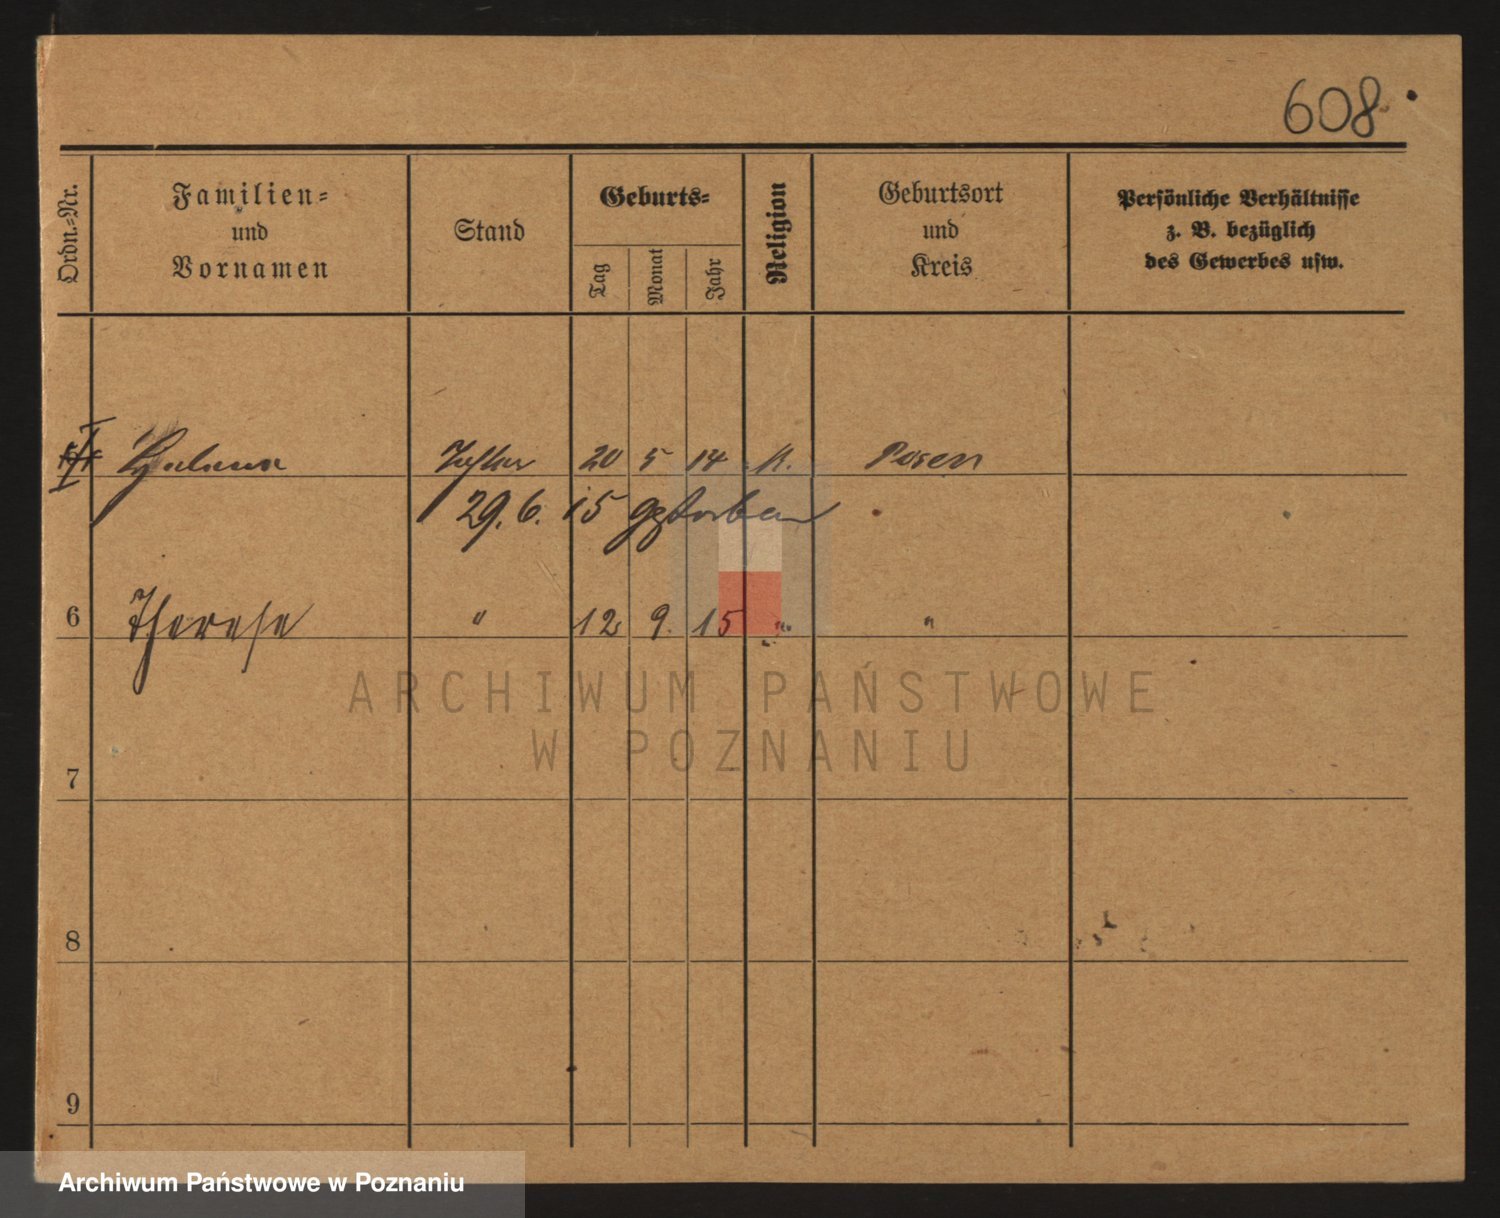 608.
Ordn.=Nr.
Familien=
und
Vornamen
Stand
Geburts=
Tag
Monat
Jahr
Religion
Geburtsort
und
Kreis
Persönliche Verhältnisse
z. B. bezüglich
des Gewerbes usw.
20 5 14 k. Posen
29. 6. 15 gestorben
6 Therese " 12 9. 15 " "
ARCHIWUM PAŃSTWOWE
W POZNANIU
7
8
9
Archiwum Państwowe w Poznaniu